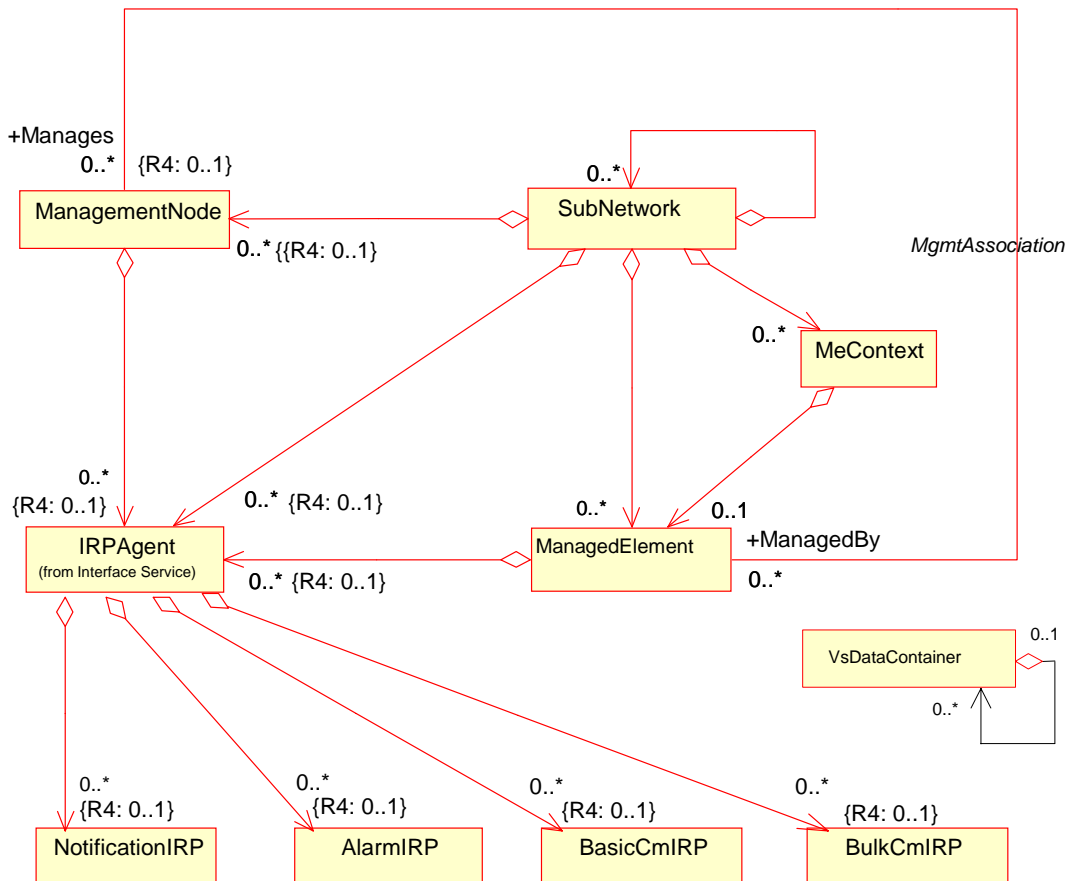 +Manages
0..* {R4: 0..1}
0..*
ManagementNode
SubNetwork
0..* {{R4: 0..1}
MgmtAssociation
0..*
MeContext
0..*
{R4: 0..1}
0..* {R4: 0..1}
0..*
0..1
IRPAgent
(from Interface Service)
ManagedElement
+ManagedBy
0..* {R4: 0..1}
0..*
0..1
VsDataContainer
0..*
0..*
{R4: 0..1}
0..*
{R4: 0..1}
0..*
{R4: 0..1}
0..*
{R4: 0..1}
NotificationIRP
AlarmIRP
BasicCmIRP
BulkCmIRP